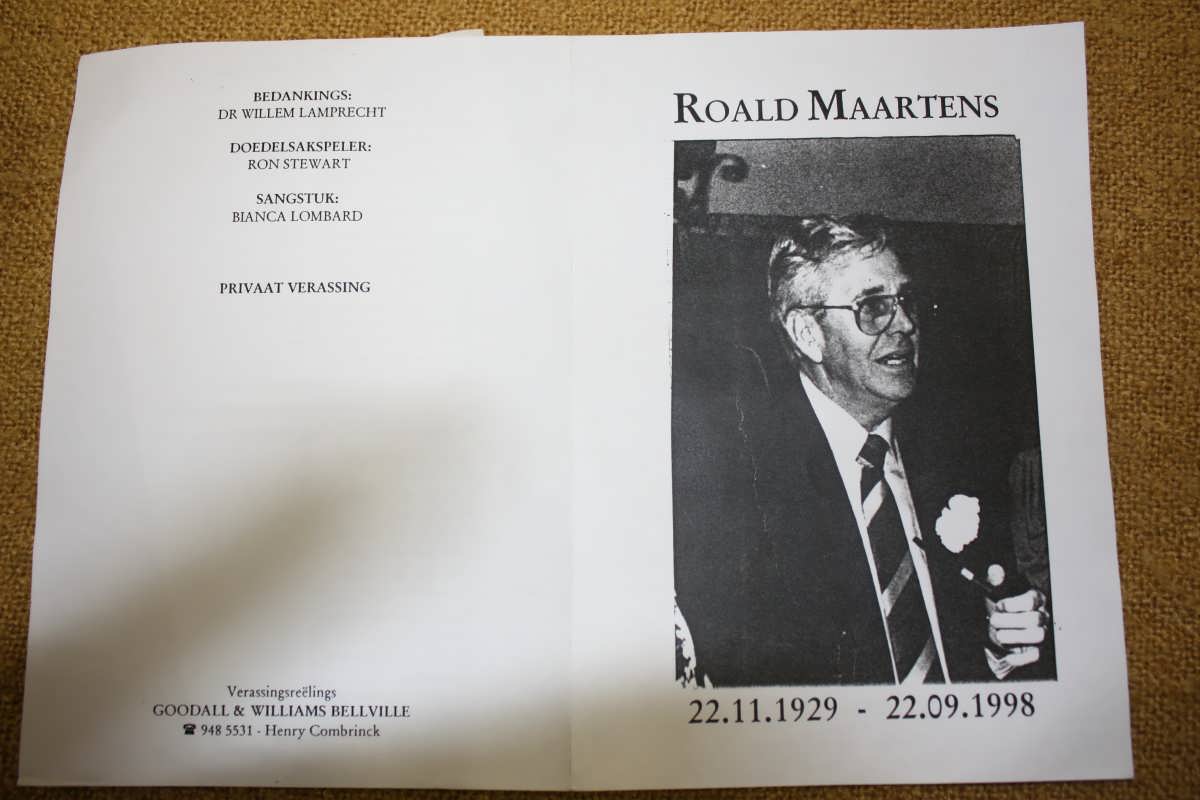 BEDANKINGS:
DR WILLEM LAMPRECHT
DOEDELSAKSPELER:
RON STEWART
SANGSTUK:
BIANCA LOMBARD
PRIVAAT VERASSING
Verassingsreëlings
GOODALL & WILLIAMS BELLVILLE
☎ 948 5531 - Henry Combrinck
ROALD MAARTENS
22.11.1929 - 22.09.1998